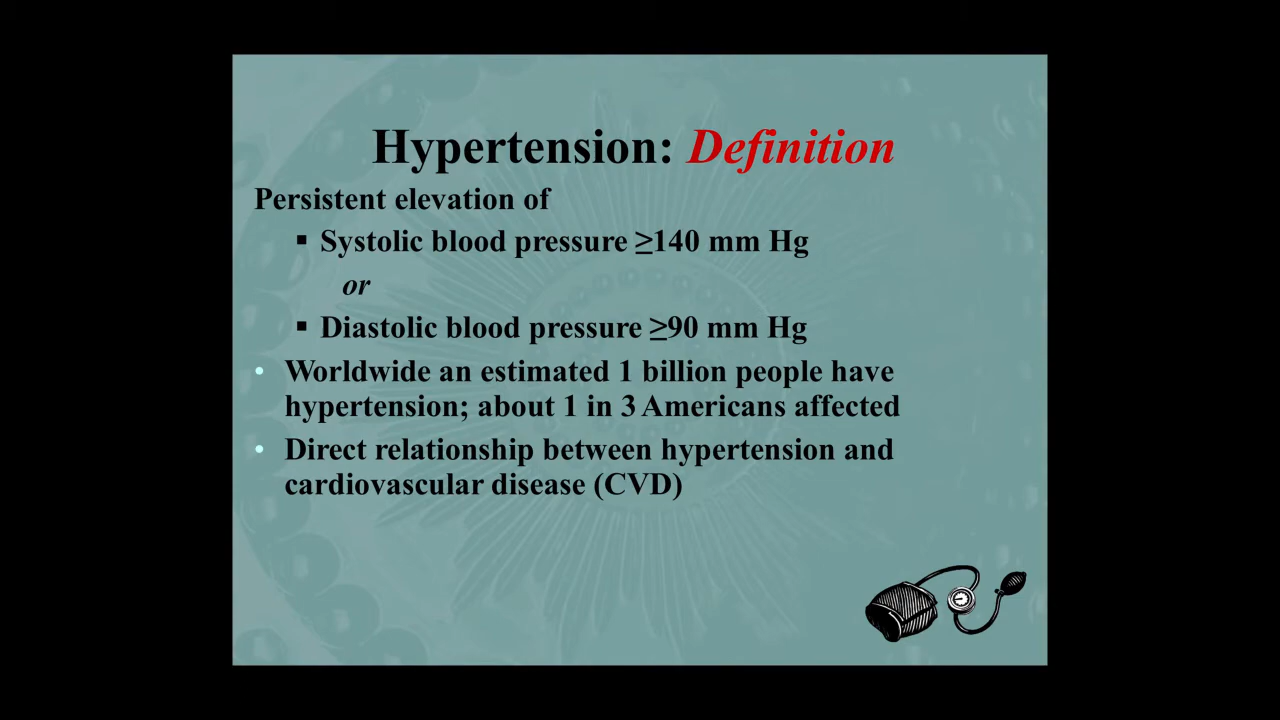 Hypertension: Definition
Persistent elevation of
▪ Systolic blood pressure ≥140 mm Hg
or
▪ Diastolic blood pressure ≥90 mm Hg
• Worldwide an estimated 1 billion people have
hypertension; about 1 in 3 Americans affected
• Direct relationship between hypertension and
cardiovascular disease (CVD)